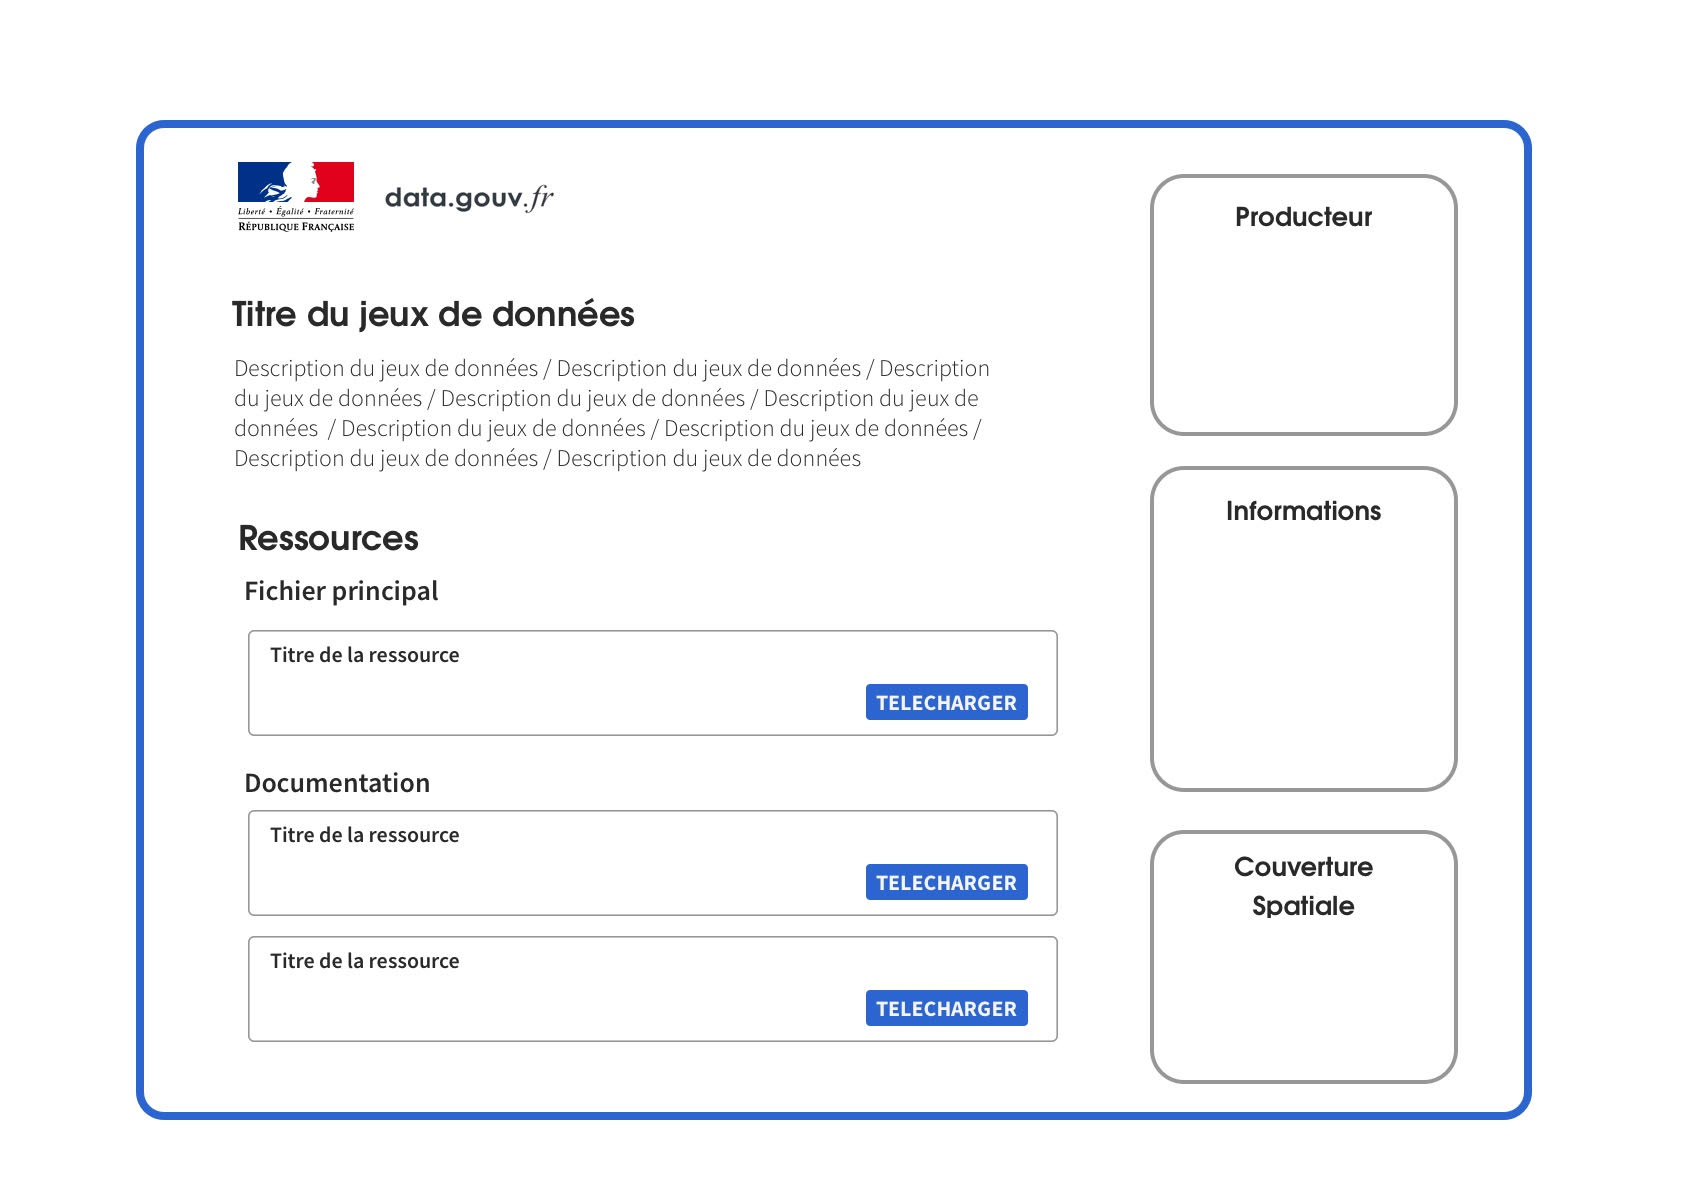 Liberté • Égalité • Fraternité
RÉPUBLIQUE FRANÇAISE
data.gouv.fr
Titre du jeux de données
Description du jeux de données / Description du jeux de données / Description
du jeux de données / Description du jeux de données / Description du jeux de
données / Description du jeux de données / Description du jeux de données /
Description du jeux de données / Description du jeux de données
Ressources
Fichier principal
Titre de la ressource
TELECHARGER
Documentation
Titre de la ressource
TELECHARGER
Titre de la ressource
TELECHARGER
Producteur
Informations
Couverture
Spatiale